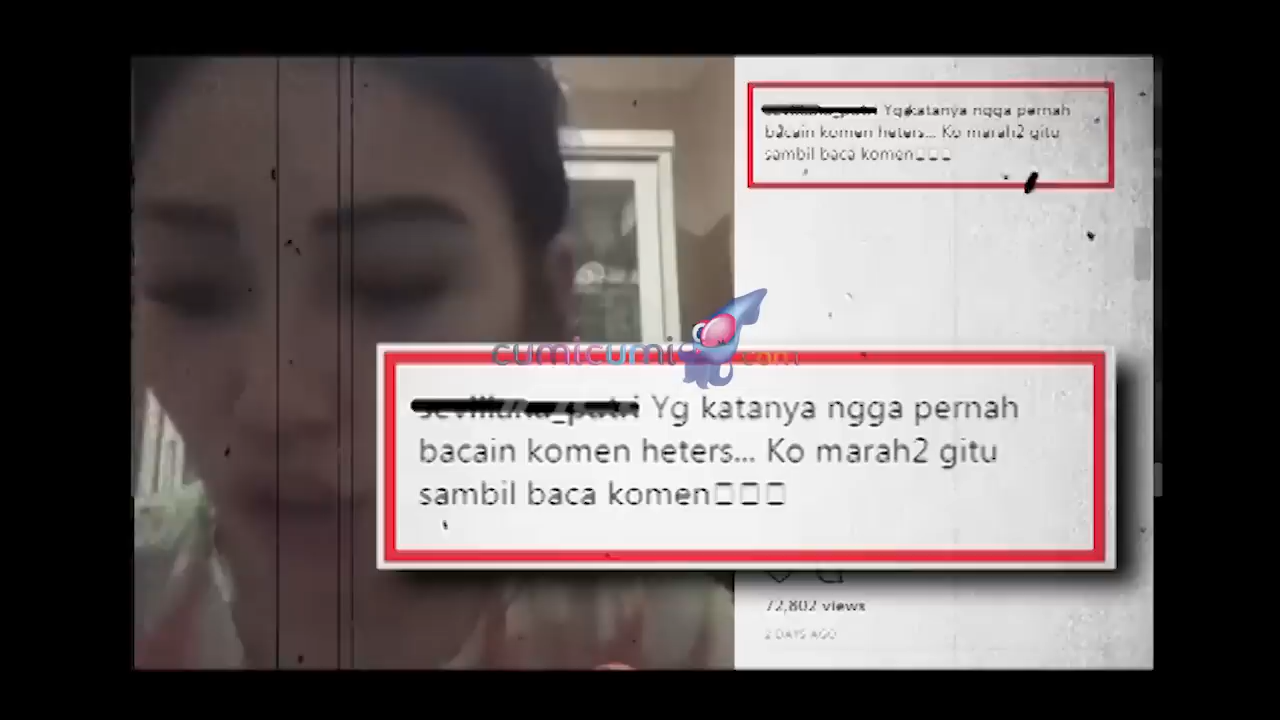 Yg katanya ngga pernah
bacain komen heters... Ko marah2 gitu
sambil baca komen□□□
cumicumi.com
Yg katanya ngga pernah
bacain komen heters... Ko marah2 gitu
sambil baca komen□□□
72,802 views
2 DAYS AGO